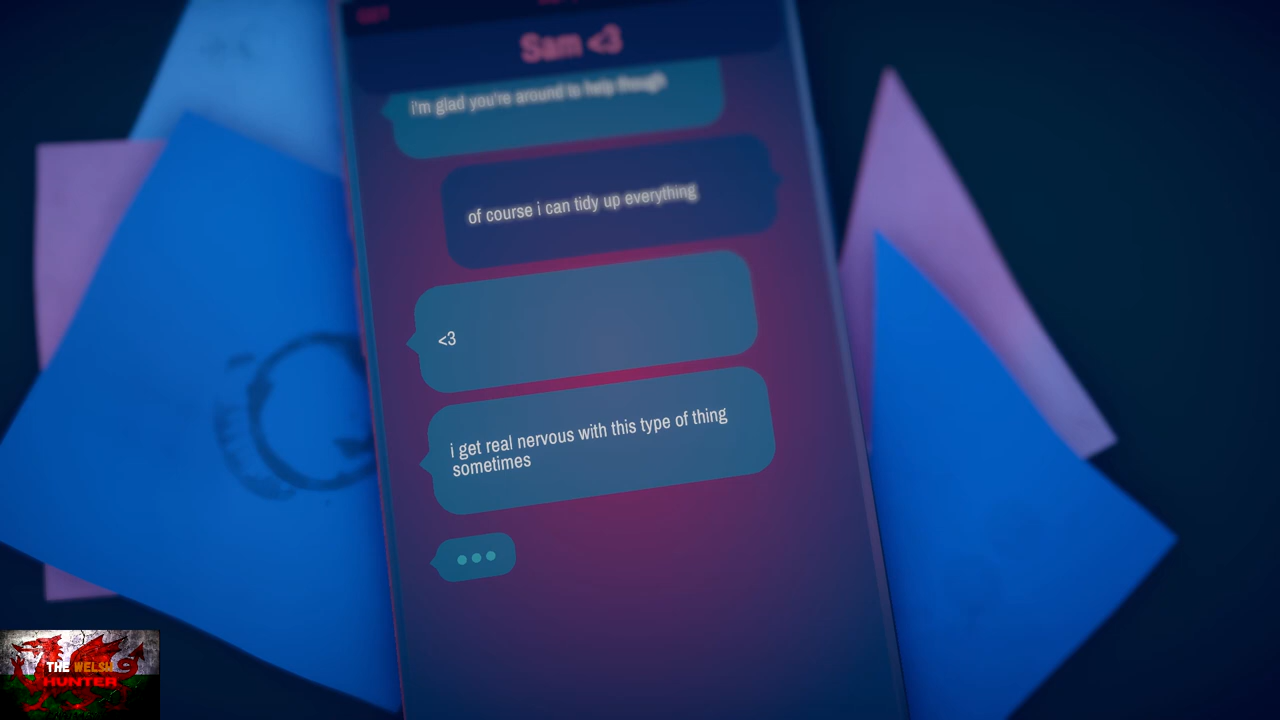 Sam <3
i'm glad you're around to help though
of course i can tidy up everything
<3
i get real nervous with this type of thing
sometimes
THE WELSH
HUNTER